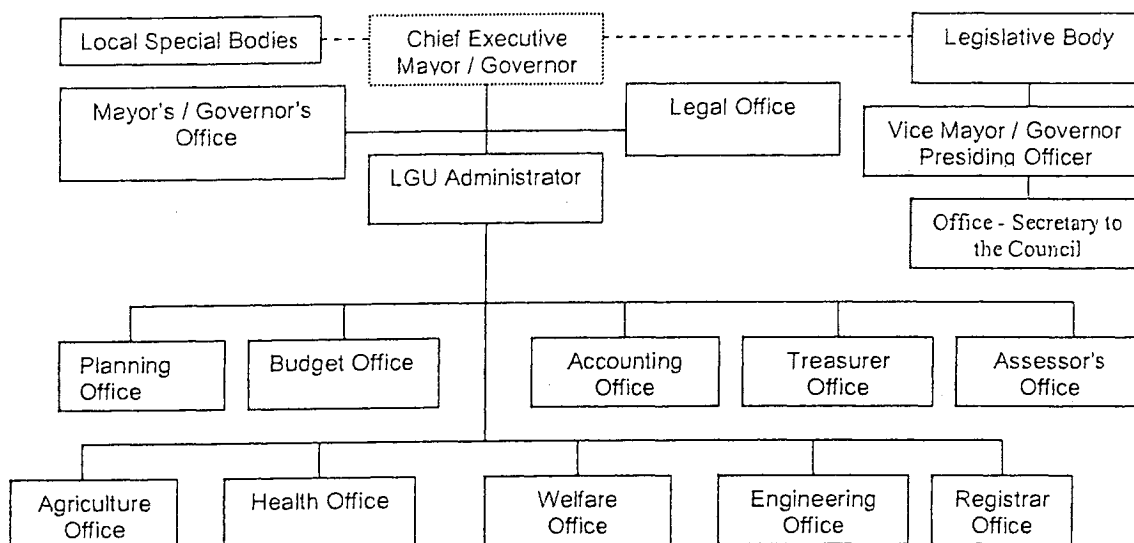 Local Special Bodies
Chief Executive
Mayor / Governor
Legislative Body
Mayor's / Governor's
Office
Legal Office
Vice Mayor / Governor
Presiding Officer
LGU Administrator
Office - Secretary to
the Council
Planning
Office
Budget Office
Accounting
Office
Treasurer
Office
Assessor's
Office
Agriculture
Office
Health Office
Welfare
Office
Engineering
Office
Registrar
Office